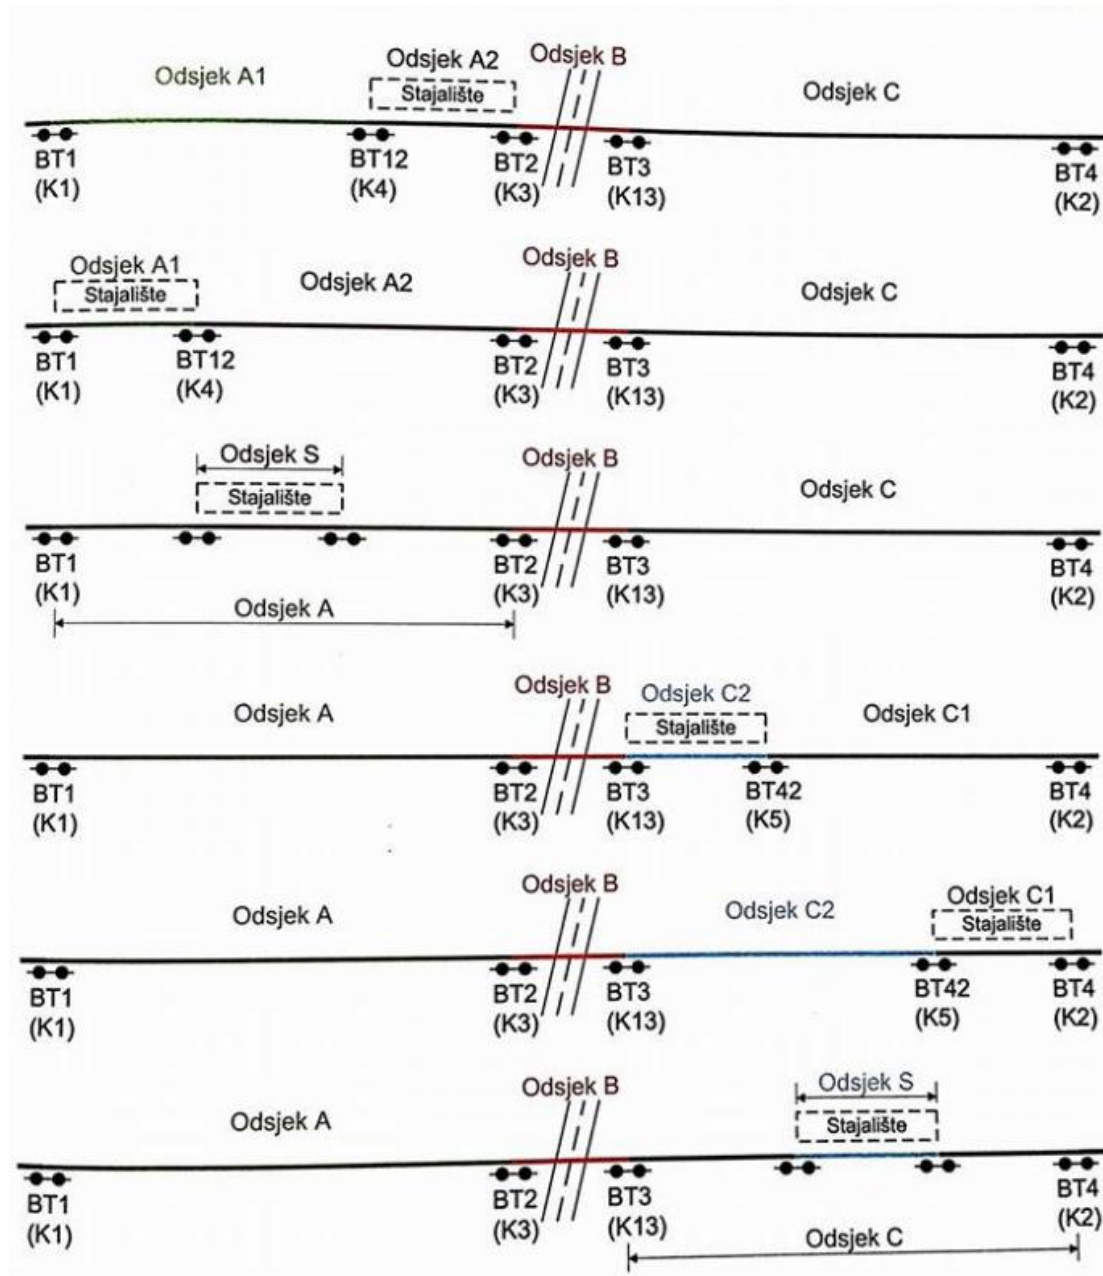 Odsjek A1
Odsjek A2
Odsjek B
Stajalište
Odsjek C
BT1
(K1)
BT12
(K4)
BT2
(K3)
BT3
(K13)
BT4
(K2)
Odsjek A1
Stajalište
Odsjek A2
Odsjek B
Odsjek C
BT1
(K1)
BT12
(K4)
BT2
(K3)
BT3
(K13)
BT4
(K2)
Odsjek S
Stajalište
Odsjek B
Odsjek C
BT1
(K1)
BT2
(K3)
BT3
(K13)
BT4
(K2)
Odsjek A
Odsjek A
Odsjek B
Odsjek C2
Stajalište
Odsjek C1
BT1
(K1)
BT2
(K3)
BT3
(K13)
BT42
(K5)
BT4
(K2)
Odsjek A
Odsjek B
Odsjek C2
Odsjek C1
Stajalište
BT1
(K1)
BT2
(K3)
BT3
(K13)
BT42
(K5)
BT4
(K2)
Odsjek A
Odsjek B
Odsjek S
Stajalište
BT1
(K1)
BT2
(K3)
BT3
(K13)
BT4
(K2)
Odsjek C